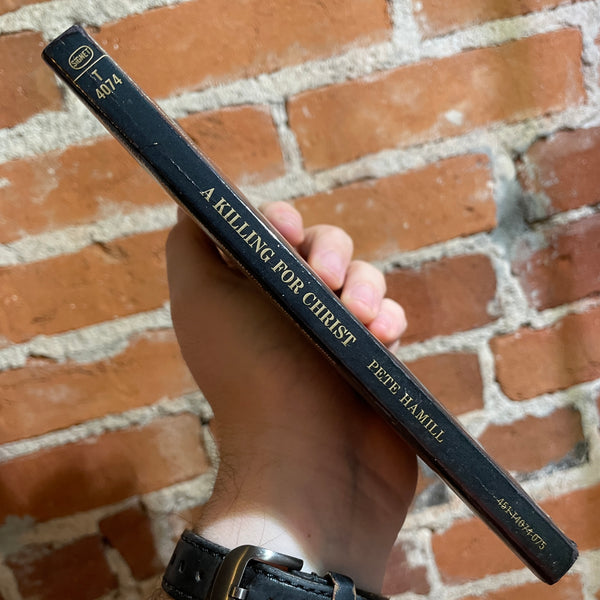 SIGNET
T
4074
A KILLING FOR CHRIST
PETE HAMILL
451-T4074-075